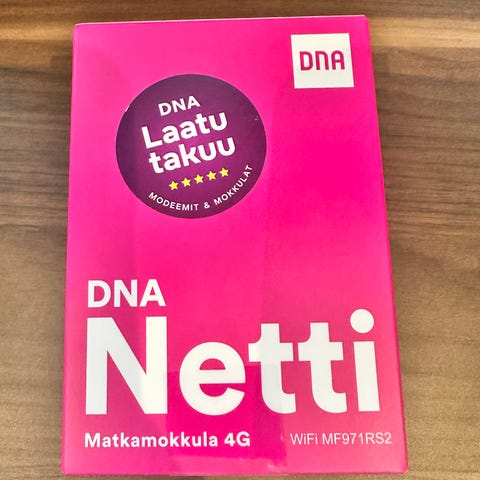 DNA
DNA
Laatu
takuu
MODEEMIT & MOKKULAT
DNA
Netti
Matkamokkula 4G WiFi MF971RS2